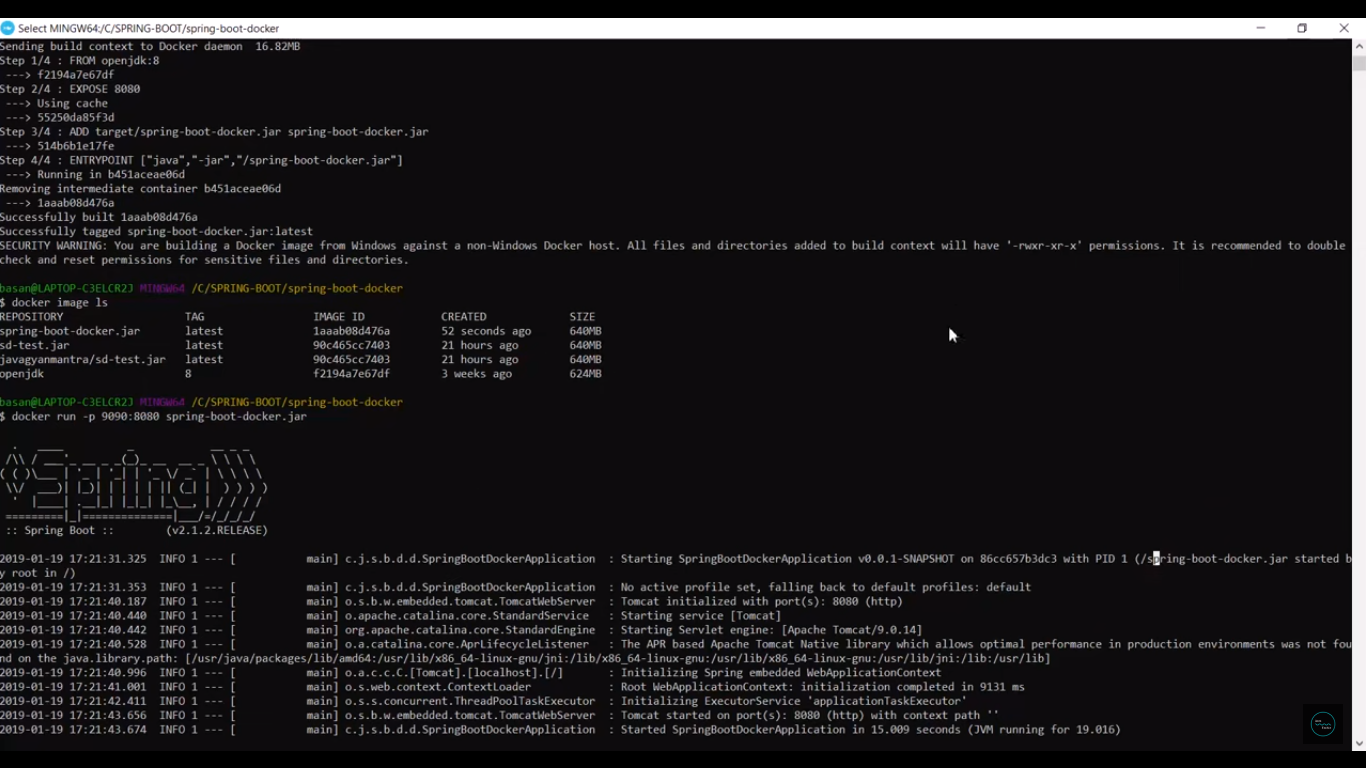 Select MINGW64:/C/SPRING-BOOT/spring-boot-docker
Sending build context to Docker daemon  16.82MB
Step 1/4 : FROM openjdk:8
 ---> f2194a7e67df
Step 2/4 : EXPOSE 8080
 ---> Using cache
 ---> 55250da85f3d
Step 3/4 : ADD target/spring-boot-docker.jar spring-boot-docker.jar
 ---> 514b6b1e17fe
Step 4/4 : ENTRYPOINT ["java","-jar","/spring-boot-docker.jar"]
 ---> Running in b451aceae06d
Removing intermediate container b451aceae06d
 ---> 1aaab08d476a
Successfully built 1aaab08d476a
Successfully tagged spring-boot-docker.jar:latest
SECURITY WARNING: You are building a Docker image from Windows against a non-Windows Docker host. All files and directories added to build context will have '-rwxr-xr-x' permissions. It is recommended to double
check and reset permissions for sensitive files and directories.
basan@LAPTOP-C3ELCR2J MINGW64 /C/SPRING-BOOT/spring-boot-docker
$ docker image ls
REPOSITORY TAG IMAGE ID CREATED SIZE
spring-boot-docker.jar latest 1aaab08d476a 52 seconds ago 640MB
sd-test.jar latest 90c465cc7403 21 hours ago 640MB
javagyanmantra/sd-test.jar latest 90c465cc7403 21 hours ago 640MB
openjdk 8 f2194a7e67df 3 weeks ago 624MB
basan@LAPTOP-C3ELCR2J MINGW64 /C/SPRING-BOOT/spring-boot-docker
$ docker run -p 9090:8080 spring-boot-docker.jar
Spring
:: Spring Boot :: (v2.1.2.RELEASE)
2019-01-19 17:21:31.325  INFO 1 --- [ main] c.j.s.b.d.d.SpringBootDockerApplication : Starting SpringBootDockerApplication v0.0.1-SNAPSHOT on 86cc657b3dc3 with PID 1 (/spring-boot-docker.jar started b
y root in /)
2019-01-19 17:21:31.353  INFO 1 --- [ main] c.j.s.b.d.d.SpringBootDockerApplication : No active profile set, falling back to default profiles: default
2019-01-19 17:21:40.187  INFO 1 --- [ main] o.s.b.w.embedded.tomcat.TomcatWebServer : Tomcat initialized with port(s): 8080 (http)
2019-01-19 17:21:40.440  INFO 1 --- [ main] o.apache.catalina.core.StandardService : Starting service [Tomcat]
2019-01-19 17:21:40.442  INFO 1 --- [ main] org.apache.catalina.core.StandardEngine : Starting Servlet engine: [Apache Tomcat/9.0.14]
2019-01-19 17:21:40.528  INFO 1 --- [ main] o.a.catalina.core.AprLifecycleListener : The APR based Apache Tomcat Native library which allows optimal performance in production environments was not fou
nd on the java.library.path: [/usr/java/packages/lib/amd64:/usr/lib/x86_64-linux-gnu/jni:/lib/x86_64-linux-gnu:/usr/lib/x86_64-linux-gnu:/usr/lib/jni:/lib:/usr/lib]
2019-01-19 17:21:40.996  INFO 1 --- [ main] o.a.c.c.C.[Tomcat].[localhost].[/] : Initializing Spring embedded WebApplicationContext
2019-01-19 17:21:41.001  INFO 1 --- [ main] o.s.web.context.ContextLoader : Root WebApplicationContext: initialization completed in 9131 ms
2019-01-19 17:21:42.411  INFO 1 --- [ main] o.s.s.concurrent.ThreadPoolTaskExecutor : Initializing ExecutorService 'applicationTaskExecutor'
2019-01-19 17:21:43.656  INFO 1 --- [ main] o.s.b.w.embedded.tomcat.TomcatWebServer : Tomcat started on port(s): 8080 (http) with context path ''
2019-01-19 17:21:43.674  INFO 1 --- [ main] c.j.s.b.d.d.SpringBootDockerApplication : Started SpringBootDockerApplication in 15.009 seconds (JVM running for 19.016)